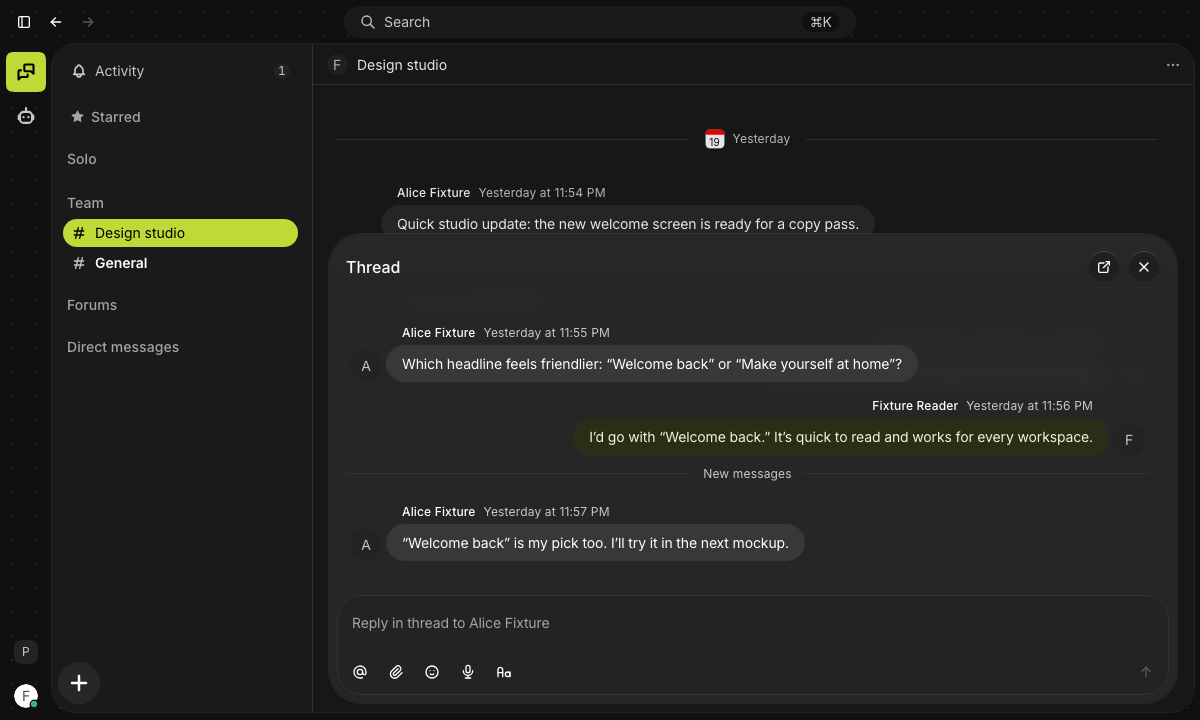 Search
⌘K
Activity
1
Starred
Solo
Team
# Design studio
# General
Forums
Direct messages
P
F
F Design studio
19 Yesterday
Alice Fixture Yesterday at 11:54 PM
Quick studio update: the new welcome screen is ready for a copy pass.
Thread
Alice Fixture Yesterday at 11:55 PM
A
Which headline feels friendlier: “Welcome back” or “Make yourself at home”?
Fixture Reader Yesterday at 11:56 PM
I’d go with “Welcome back.” It’s quick to read and works for every workspace.
F
New messages
Alice Fixture Yesterday at 11:57 PM
A
“Welcome back” is my pick too. I’ll try it in the next mockup.
Reply in thread to Alice Fixture
Aa